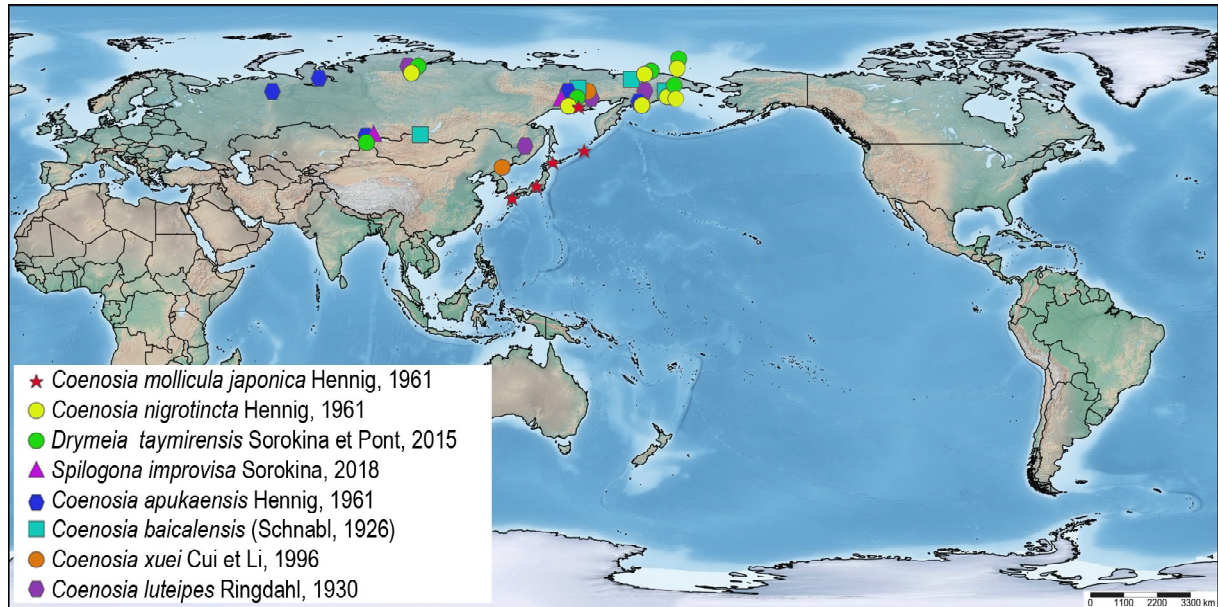 Coenosia mollicula japonica Hennig, 1961
Coenosia nigrotincta Hennig, 1961
Drymeia taymirensis Sorokina et Pont, 2015
Spilogona improvisa Sorokina, 2018
Coenosia apukaensis Hennig, 1961
Coenosia baicalensis (Schnabl, 1926)
Coenosia xuei Cui et Li, 1996
Coenosia luteipes Ringdahl, 1930
0 1100 2200 3300 km